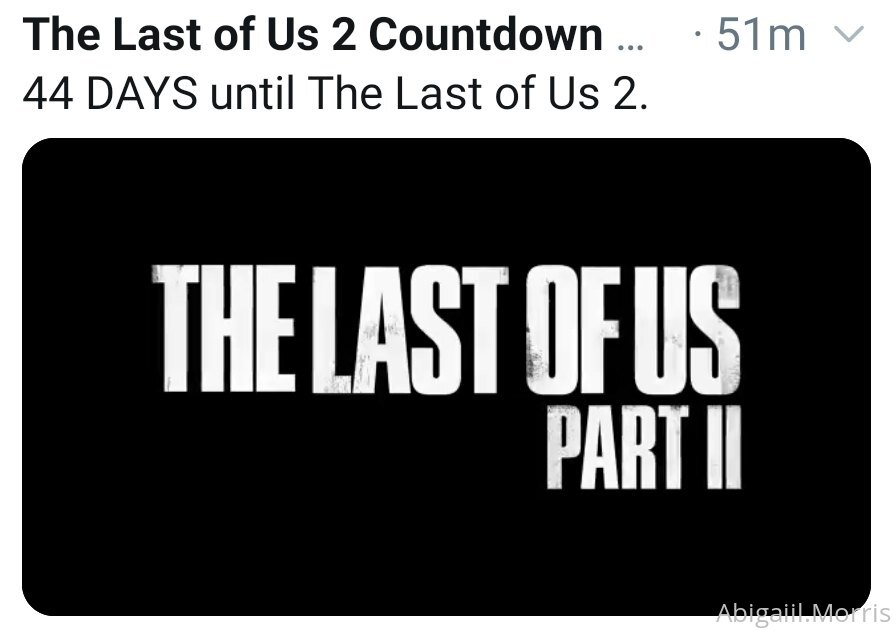 The Last of Us 2 Countdown ... · 51m
44 DAYS until The Last of Us 2.
THE LAST OF US
PART II
Abigaiil.Morris